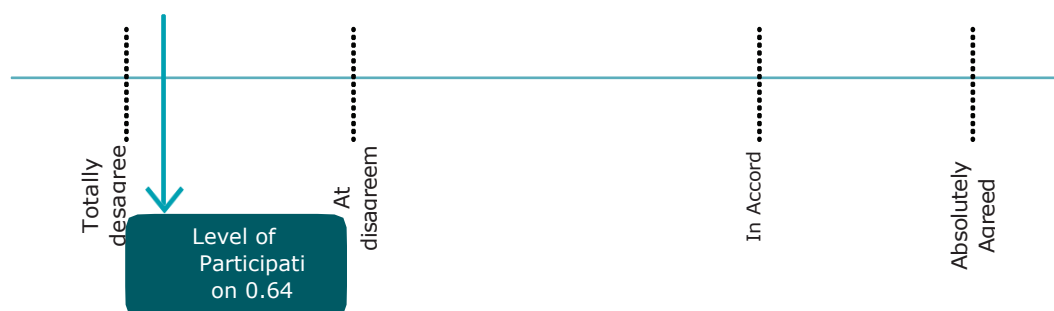 Totally
desagree
Level of
Participati
on 0.64
At
disagreem
In Accord
Absolutely
Agreed